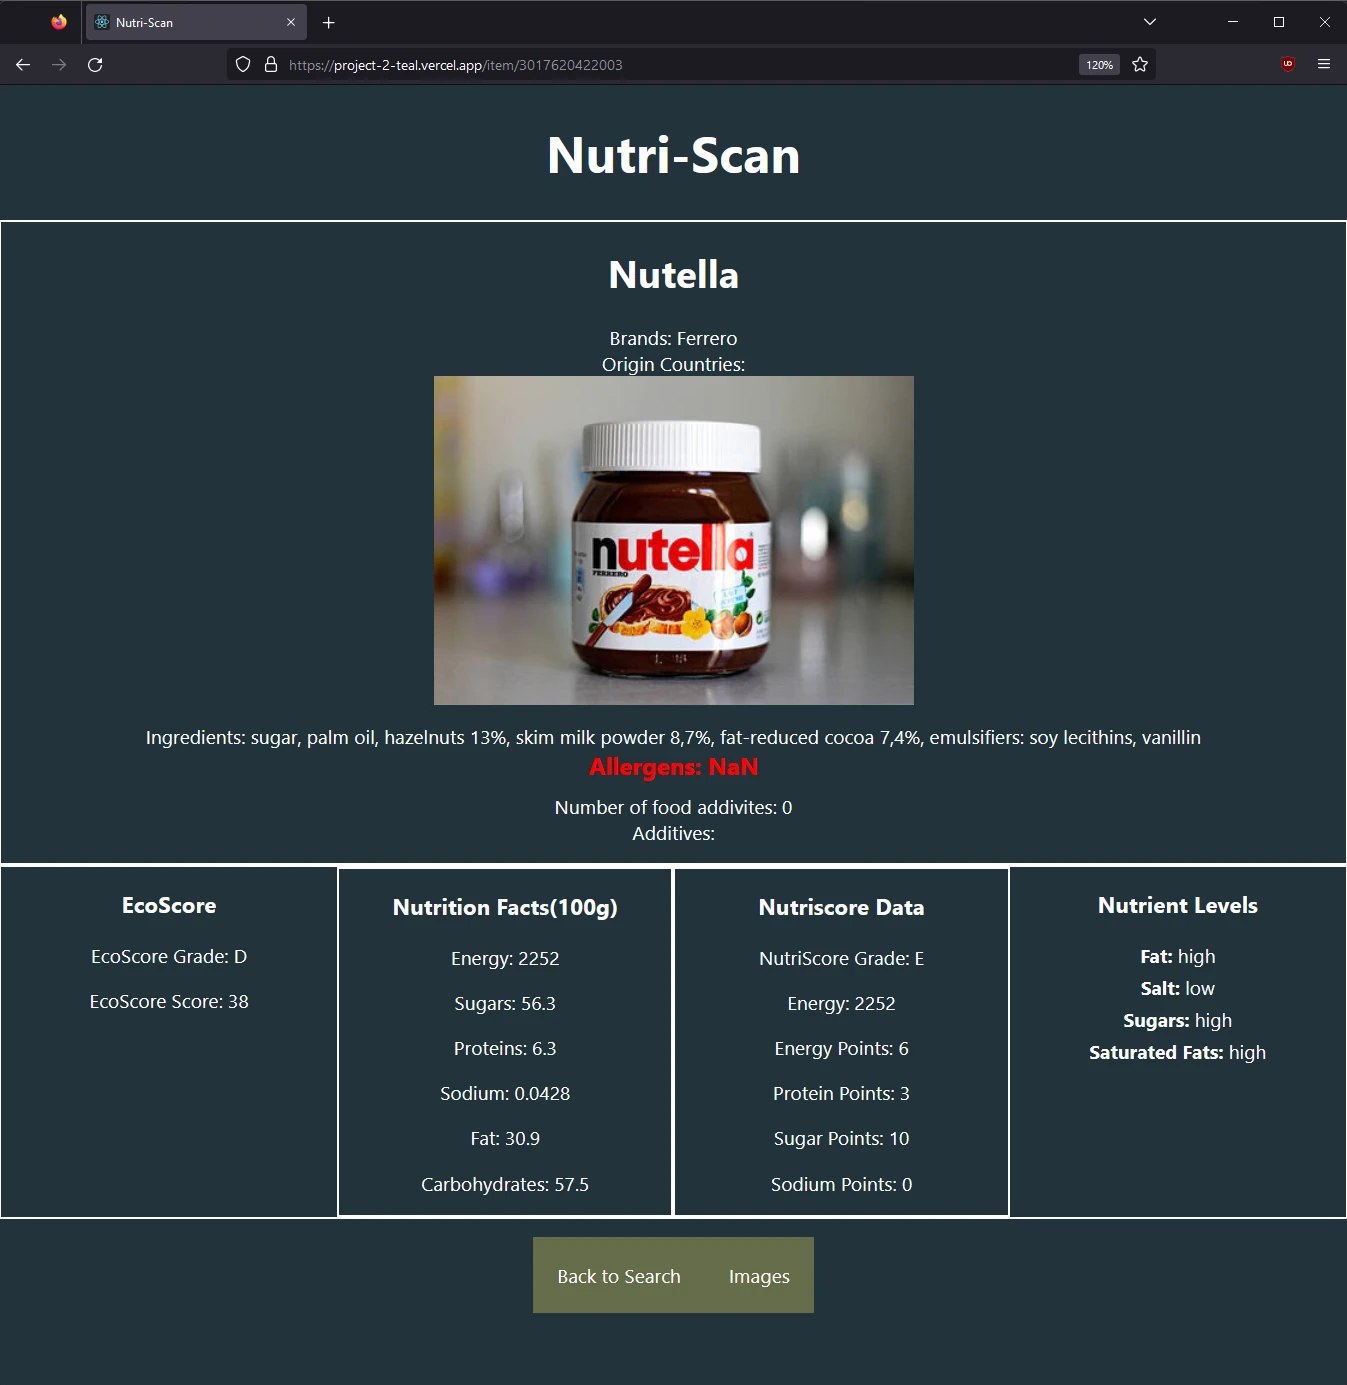 Nutri-Scan
https://project-2-teal.vercel.app/item/3017620422003
120%
Nutri-Scan
Nutella
Brands: Ferrero
Origin Countries:
nutella
FERRERO
Ingredients: sugar, palm oil, hazelnuts 13%, skim milk powder 8,7%, fat-reduced cocoa 7,4%, emulsifiers: soy lecithins, vanillin
Allergens: NaN
Number of food addivites: 0
Additives:
EcoScore
EcoScore Grade: D
EcoScore Score: 38
Nutrition Facts(100g)
Energy: 2252
Sugars: 56.3
Proteins: 6.3
Sodium: 0.0428
Fat: 30.9
Carbohydrates: 57.5
Nutriscore Data
NutriScore Grade: E
Energy: 2252
Energy Points: 6
Protein Points: 3
Sugar Points: 10
Sodium Points: 0
Nutrient Levels
Fat: high
Salt: low
Sugars: high
Saturated Fats: high
Back to Search
Images